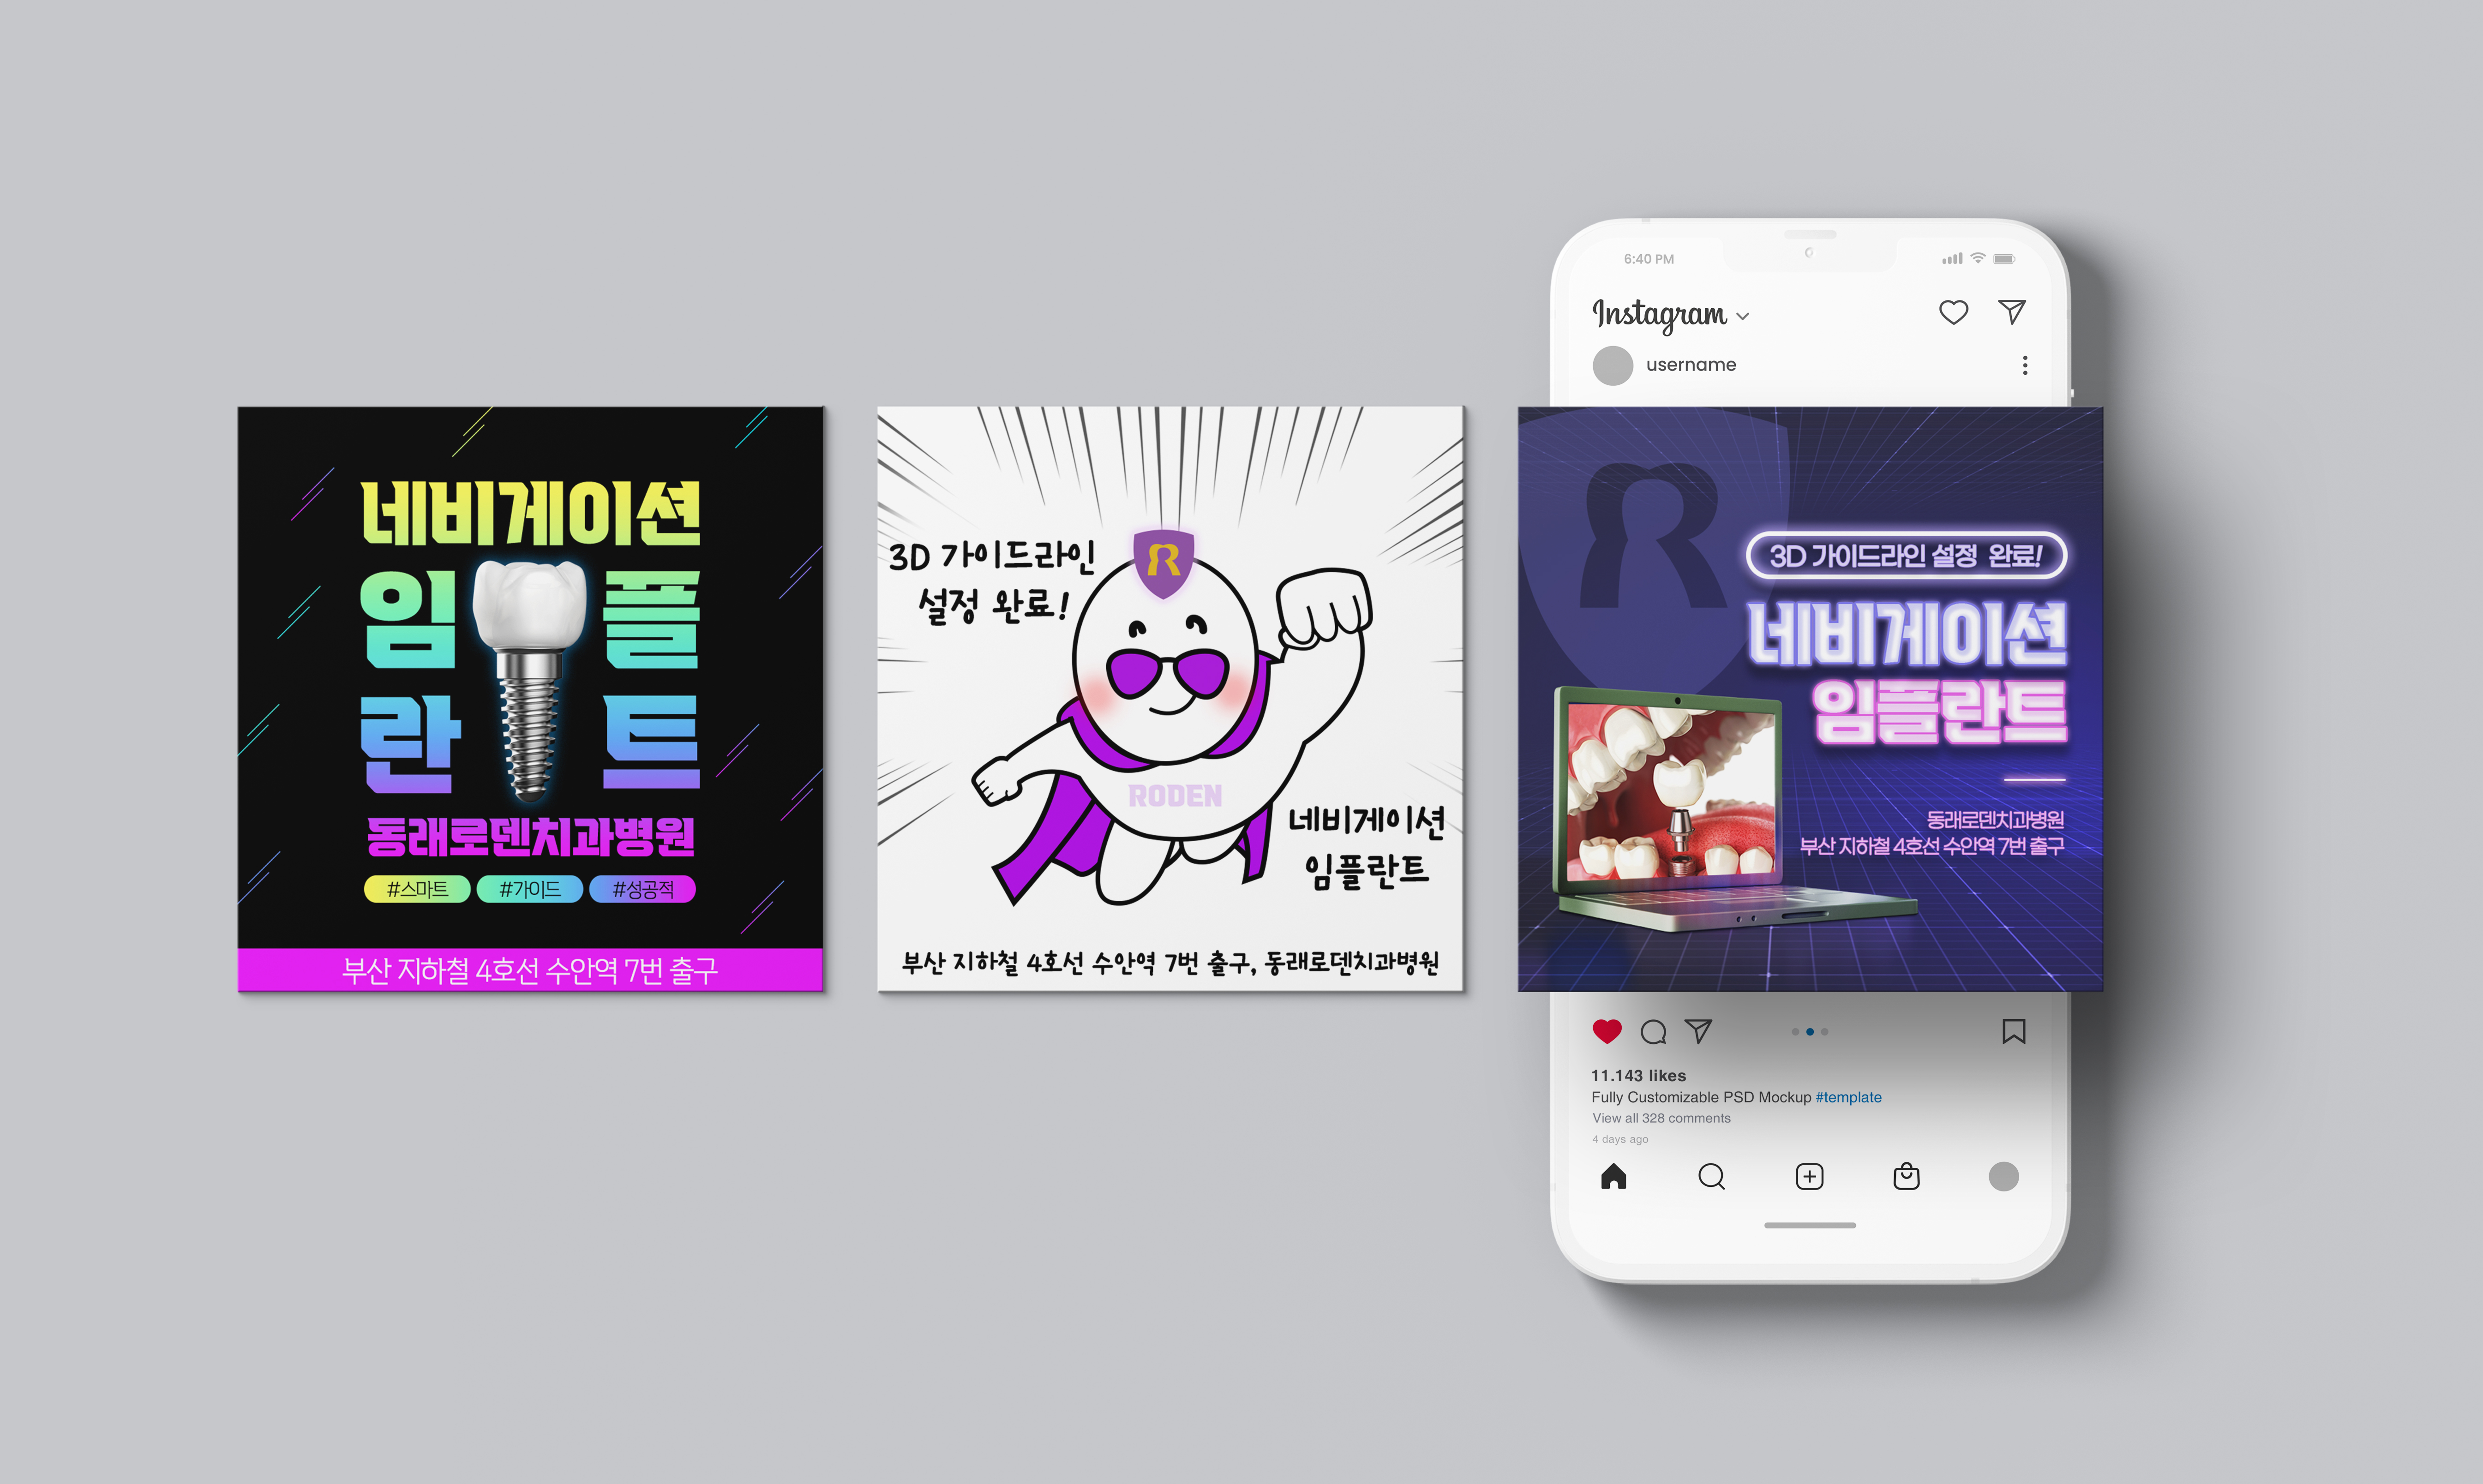 네비게이션
임플
란트
동래로덴치과병원
#스마트 #가이드 #성공적
부산 지하철 4호선 수안역 7번 출구
3D 가이드라인
설정 완료!
R
RODEN
네비게이션
임플란트
부산 지하철 4호선 수안역 7번 출구, 동래로덴치과병원
6:40 PM
Instagram
username
R
3D 가이드라인 설정 완료!
네비게이션
임플란트
동래로덴치과병원
부산 지하철 4호선 수안역 7번 출구
11.143 likes
Fully Customizable PSD Mockup #template
View all 328 comments
4 days ago